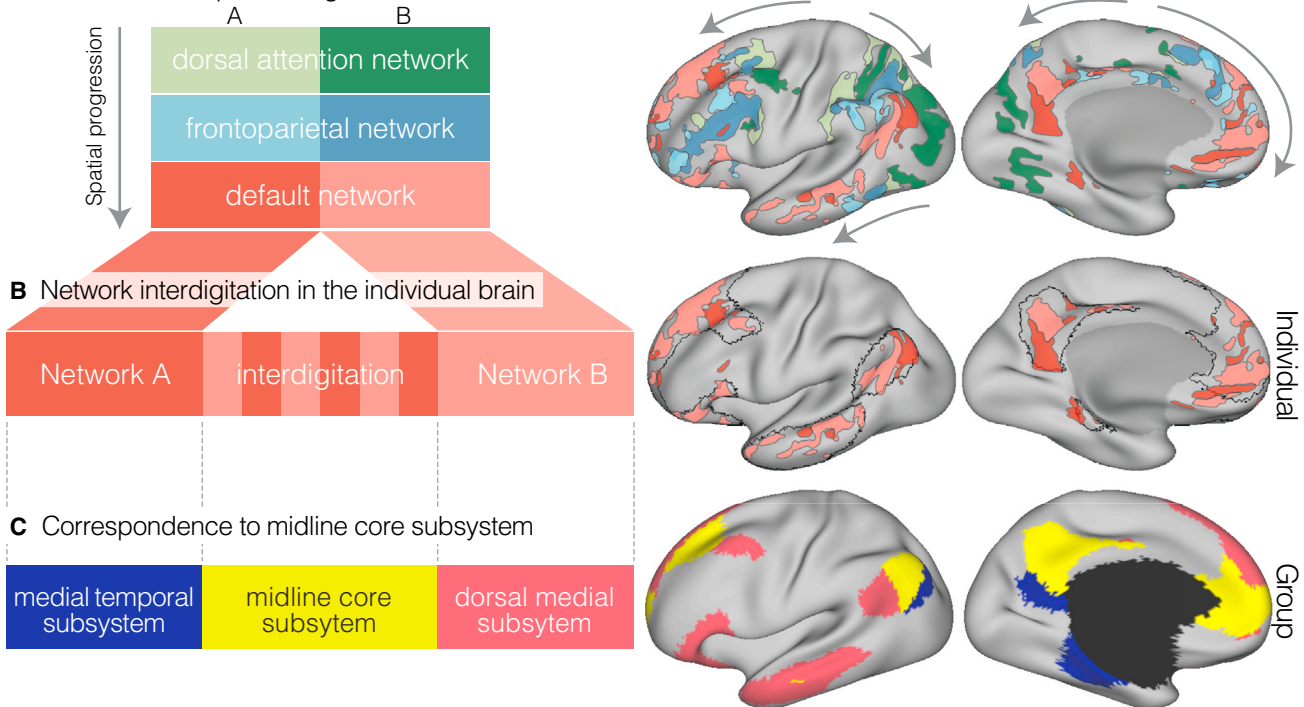 A B
Spatial progression
dorsal attention network
frontoparietal network
default network
B Network interdigitation in the individual brain
Network A interdigitation Network B
Individual
C Correspondence to midline core subsystem
medial temporal
subsystem
midline core
subsytem
dorsal medial
subsytem
Group